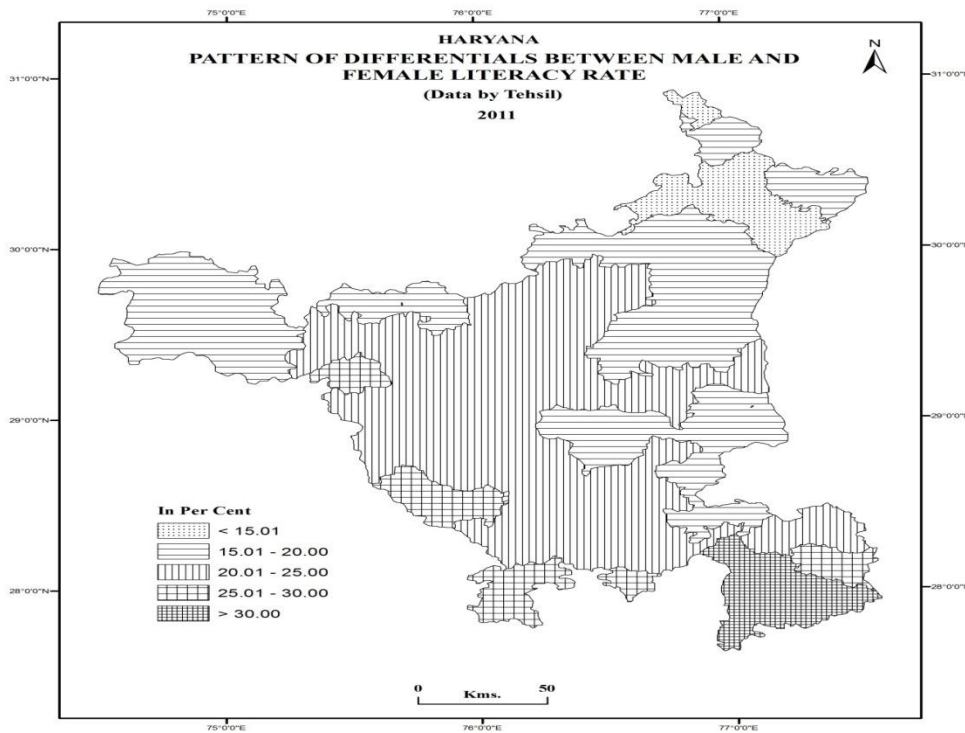 75°0'0"E 76°0'0"E 77°0'0"E
HARYANA
PATTERN OF DIFFERENTIALS BETWEEN MALE AND
FEMALE LITERACY RATE
(Data by Tehsil)
2011
N
31°0'0"N 31°0'0"N
30°0'0"N 30°0'0"N
29°0'0"N 29°0'0"N
28°0'0"N 28°0'0"N
In Per Cent
< 15.01
15.01 - 20.00
20.01 - 25.00
25.01 - 30.00
> 30.00
0 Kms. 50
75°0'0"E 76°0'0"E 77°0'0"E